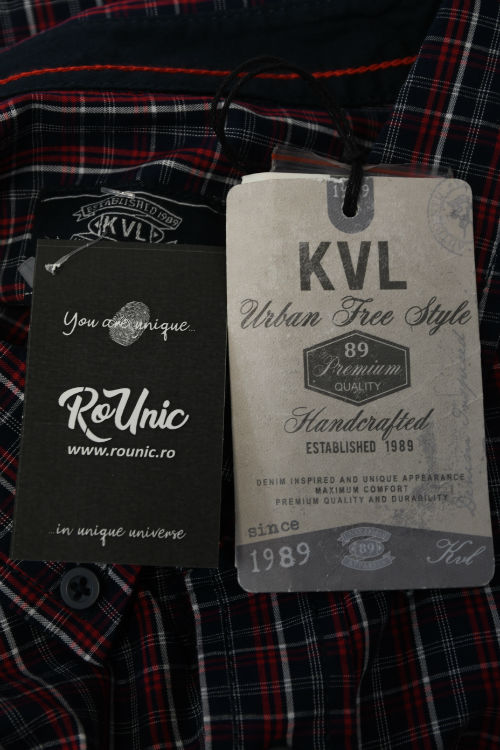 ESTABLISHED 1989
KVL
You are unique...
RoUnic
www.rounic.ro
...in unique universe
1989
KVL
Urban Free Style
89
Premium
QUALITY
Handcrafted
ESTABLISHED 1989
DENIM INSPIRED AND UNIQUE APPEARANCE
MAXIMUM COMFORT
PREMIUM QUALITY AND DURABILITY
since
1989
89
Kvl